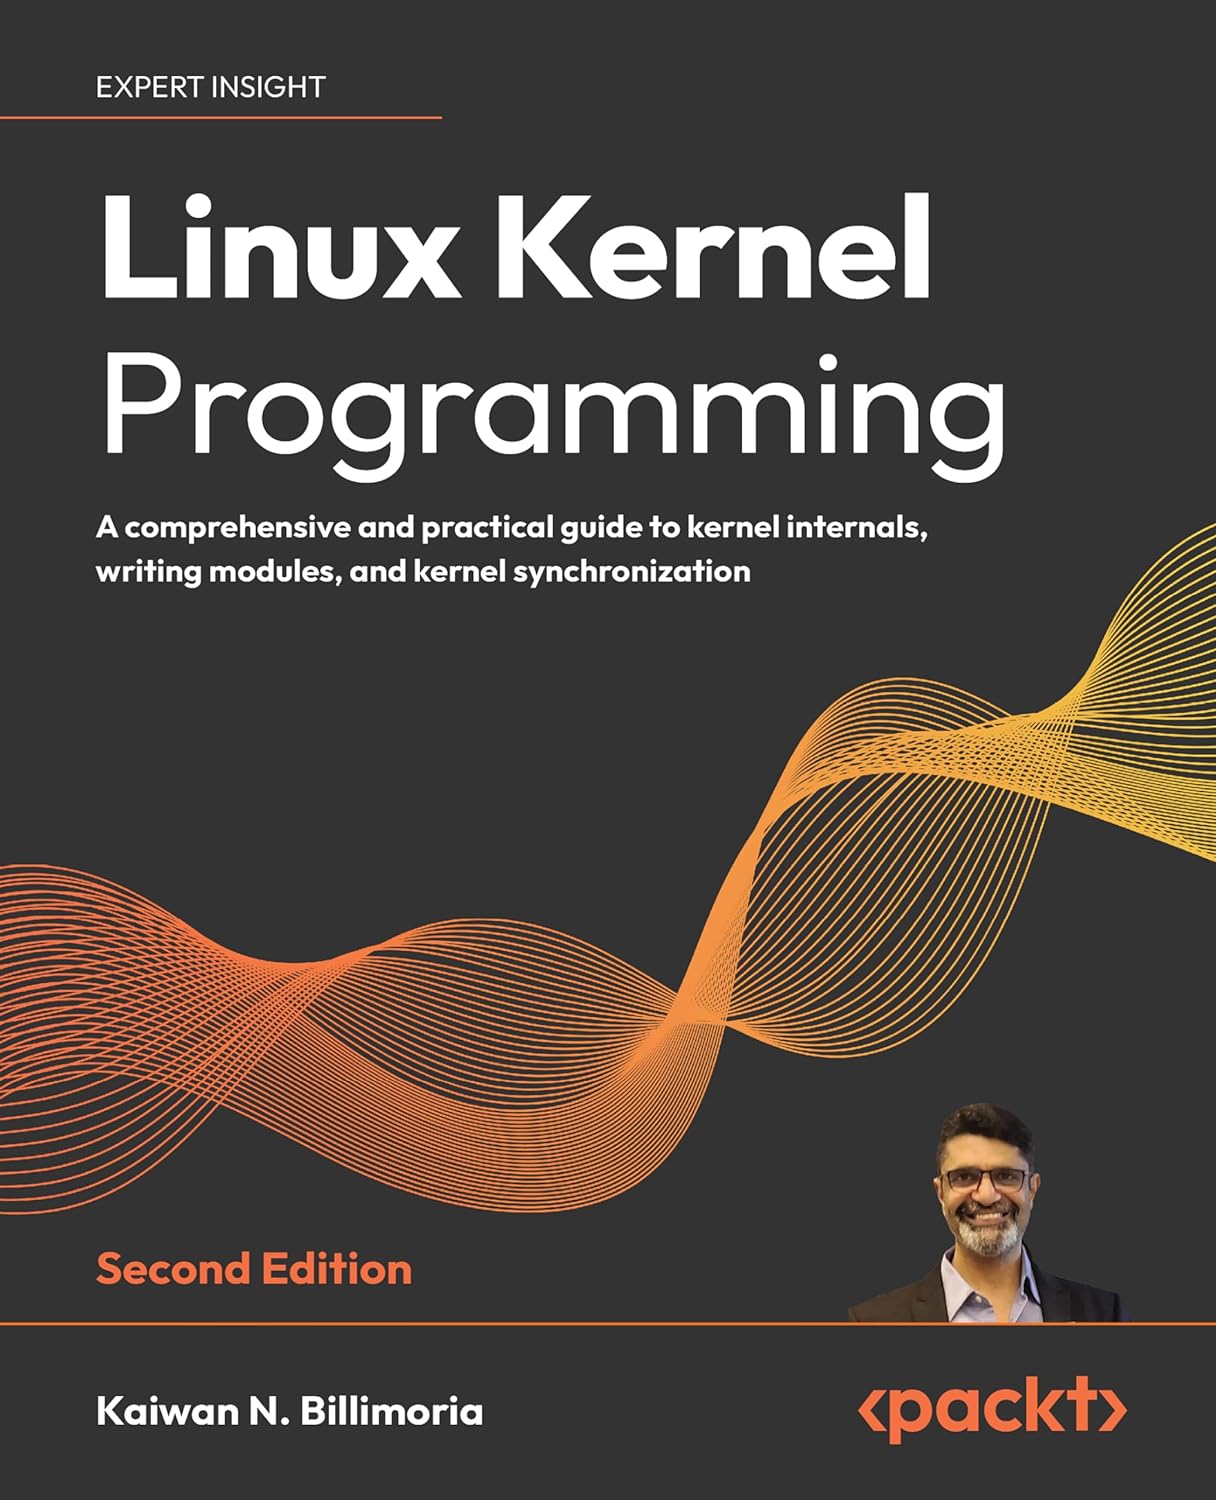 EXPERT INSIGHT
Linux Kernel
Programming
A comprehensive and practical guide to kernel internals,
writing modules, and kernel synchronization
Second Edition
Kaiwan N. Billimoria
<packt>